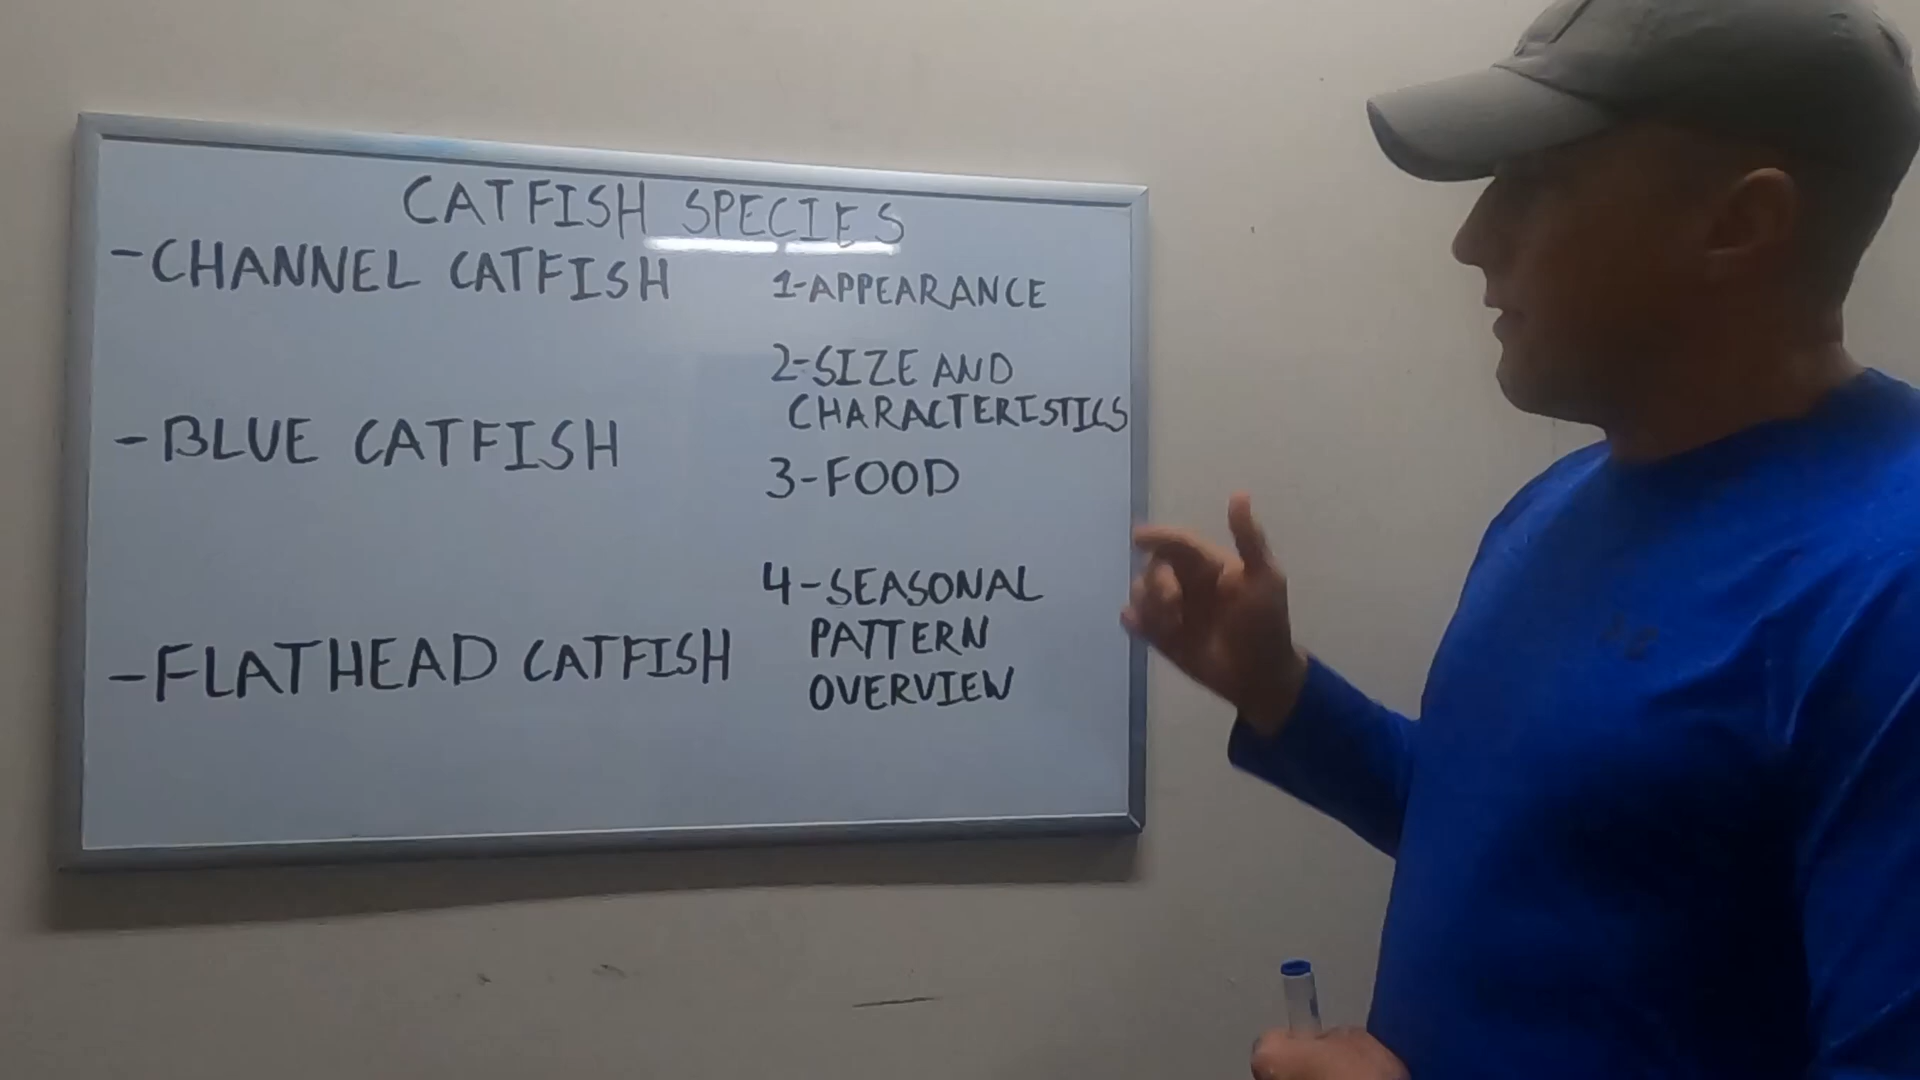 CATFISH SPECIES
-CHANNEL CATFISH
-BLUE CATFISH
-FLATHEAD CATFISH
1-APPEARANCE
2-SIZE AND
CHARACTERISTICS
3-FOOD
4-SEASONAL
PATTERN
OVERVIEW